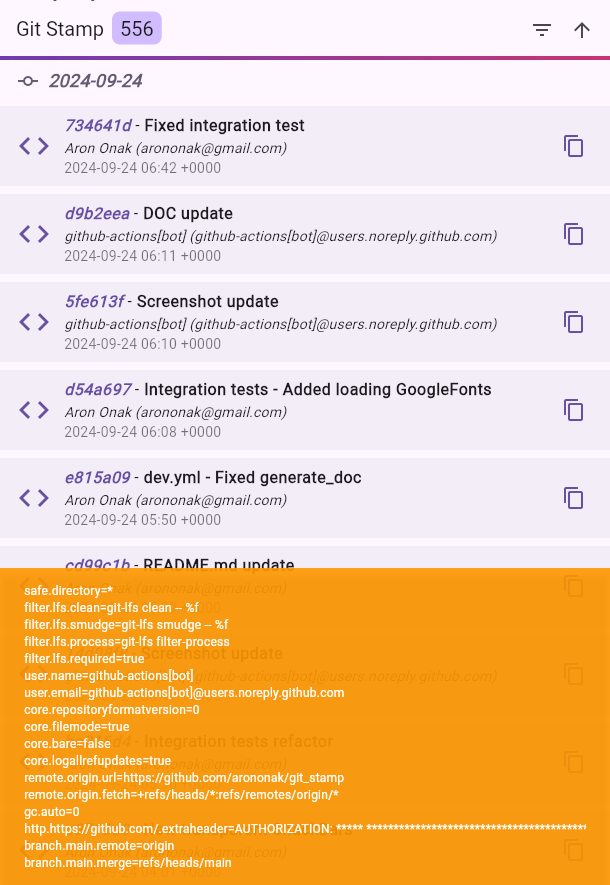 Git Stamp 556
2024-09-24
734641d - Fixed integration test
Aron Onak (arononak@gmail.com)
2024-09-24 06:42 +0000
d9b2eea - DOC update
github-actions[bot] (github-actions[bot]@users.noreply.github.com)
2024-09-24 06:11 +0000
5fe613f - Screenshot update
github-actions[bot] (github-actions[bot]@users.noreply.github.com)
2024-09-24 06:10 +0000
d54a697 - Integration tests - Added loading GoogleFonts
Aron Onak (arononak@gmail.com)
2024-09-24 06:08 +0000
e815a09 - dev.yml - Fixed generate_doc
Aron Onak (arononak@gmail.com)
2024-09-24 05:50 +0000
cd99c1b - README.md update
safe.directory=*
filter.lfs.clean=git-lfs clean -- %f
filter.lfs.smudge=git-lfs smudge -- %f
filter.lfs.process=git-lfs filter-process
filter.lfs.required=true
Screenshot update
user.name=github-actions[bot]
user.email=github-actions[bot]@users.noreply.github.com
core.repositoryformatversion=0
core.filemode=true
core.bare=false
Integration tests refactor
core.logallrefupdates=true
remote.origin.url=https://github.com/arononak/git_stamp
remote.origin.fetch=+refs/heads/*:refs/remotes/origin/*
gc.auto=0
http.https://github.com/.extraheader=AUTHORIZATION: ***** ****************************************
branch.main.remote=origin
branch.main.merge=refs/heads/main